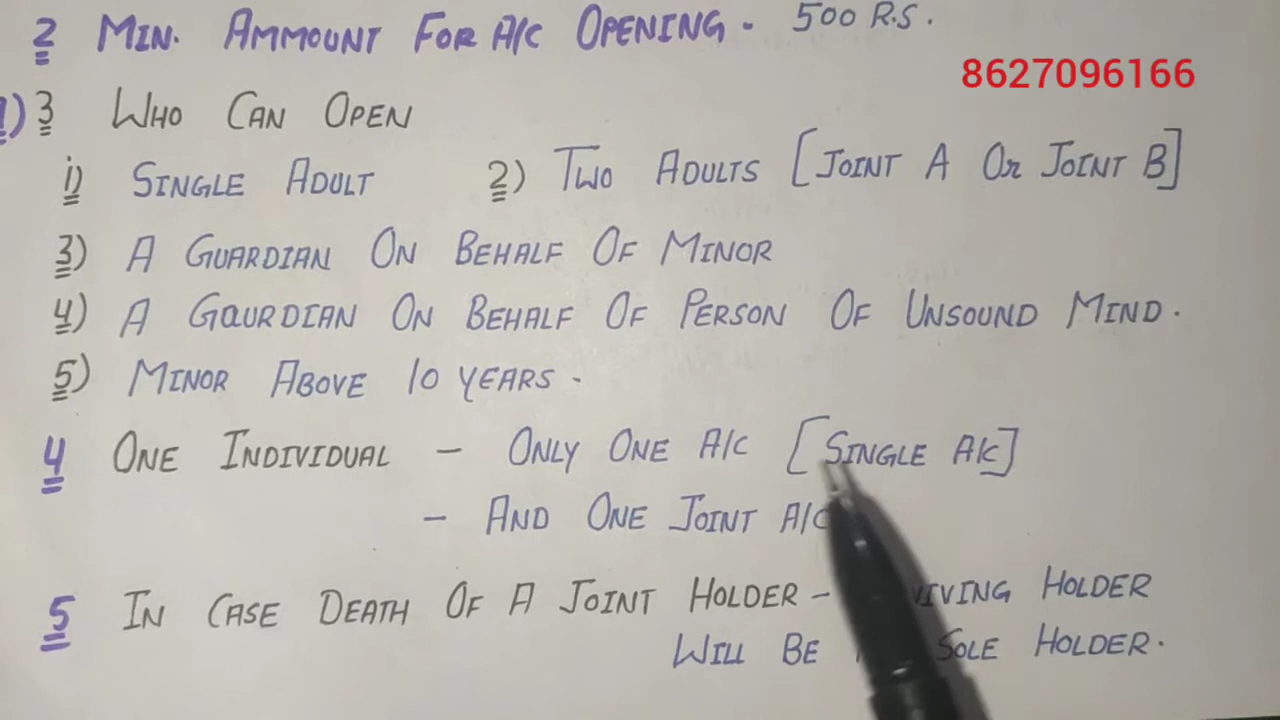 2 MIN. AMMOUNT FOR A/C OPENING - 500 R.S.
8627096166
1) 3 WHO CAN OPEN
i) SINGLE ADULT 2) TWO ADULTS [JOINT A Or JOINT B]
3) A GUARDIAN ON BEHALF OF MINOR
4) A GAURDIAN ON BEHALF OF PERSON OF UNSOUND MIND.
5) MINOR ABOVE 10 YEARS -
4 ONE INDIVIDUAL - ONLY ONE A/C [SINGLE A/C]
- AND ONE JOINT A/C
5 IN CASE DEATH OF A JOINT HOLDER - HOLDER
WILL BE SOLE HOLDER.